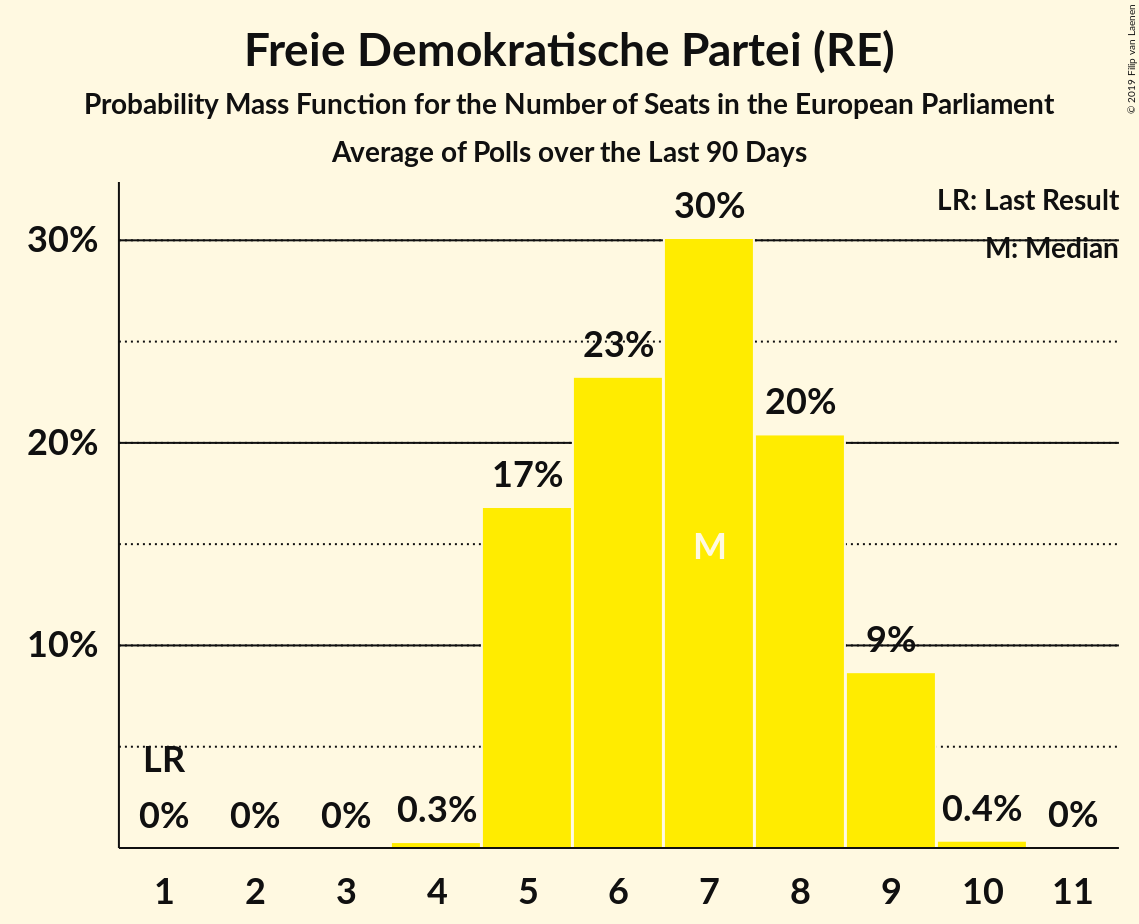 Freie Demokratische Partei (RE)
Probability Mass Function for the Number of Seats in the European Parliament
Average of Polls over the Last 90 Days
© 2019 Filip van Laenen
LR: Last Result
M: Median
30%
20%
10%
LR
0%
0%
0%
0.3%
17%
23%
30%
M
20%
9%
0.4%
0%
1 2 3 4 5 6 7 8 9 10 11